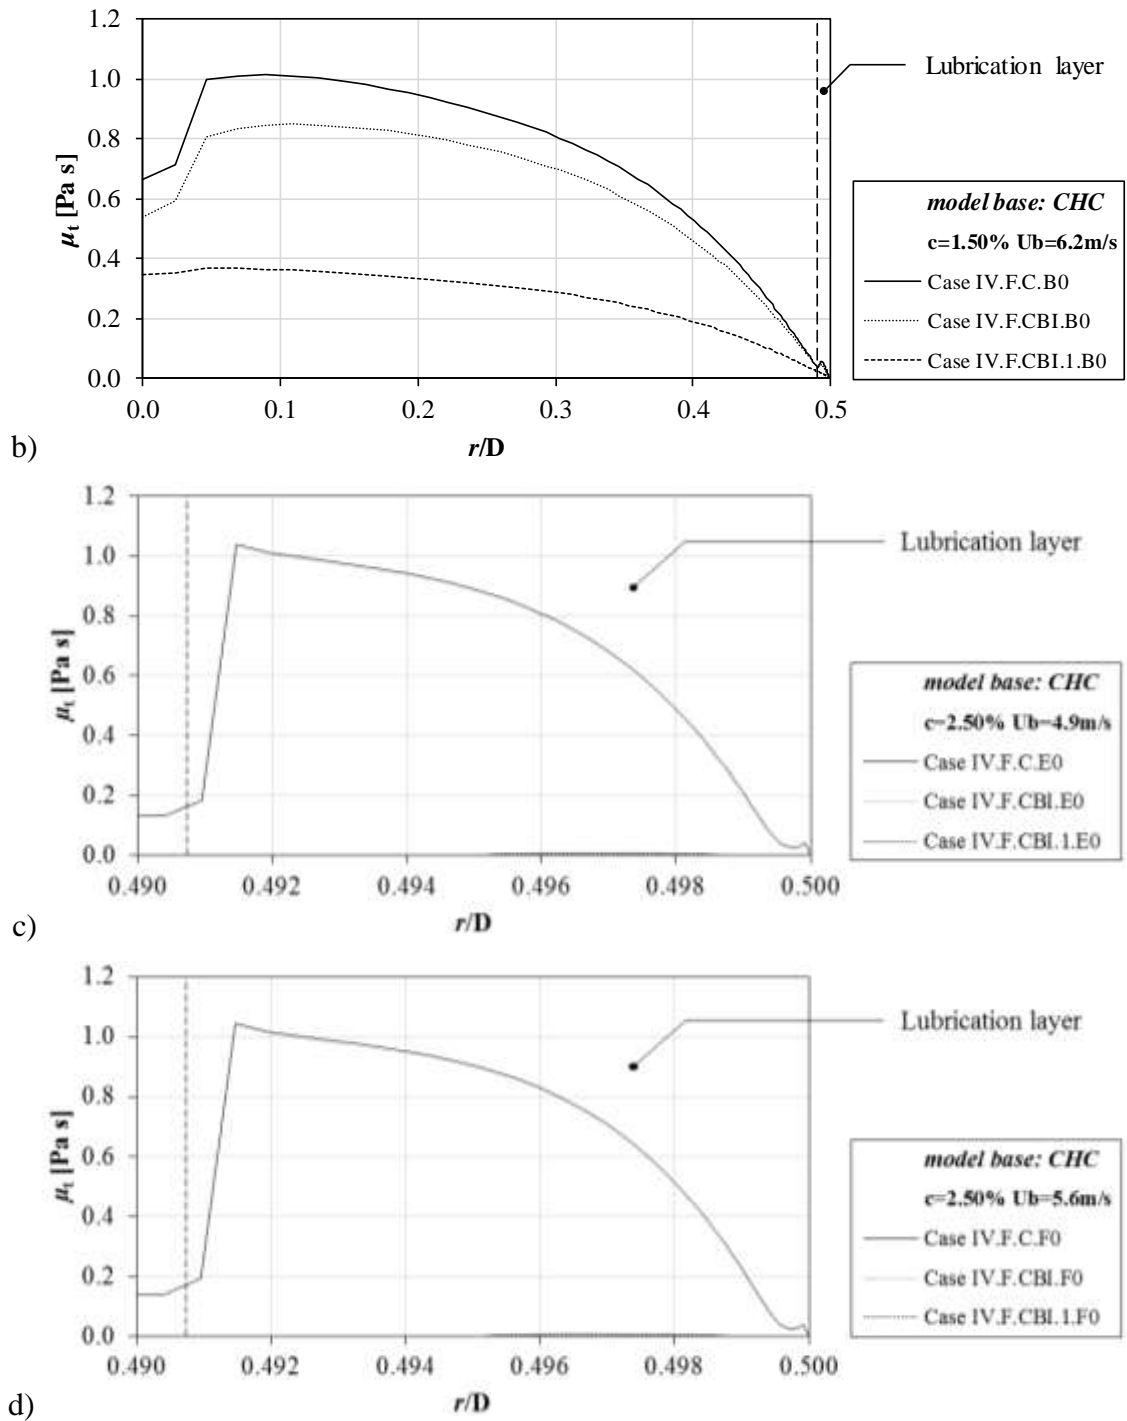 1.2
1.0
0.8
0.6
0.4
0.2
0.0
μt [Pa s]
0.0 0.1 0.2 0.3 0.4 0.5
r/D
Lubrication layer
model base: CHC
c=1.50% Ub=6.2m/s
Case IV.F.C.B0
Case IV.F.CBI.B0
Case IV.F.CBI.1.B0
b)
1.2
1.0
0.8
0.6
0.4
0.2
0.0
μt [Pa s]
0.490 0.492 0.494 0.496 0.498 0.500
r/D
Lubrication layer
model base: CHC
c=2.50% Ub=4.9m/s
Case IV.F.C.E0
Case IV.F.CBI.E0
Case IV.F.CBI.1.E0
c)
1.2
1.0
0.8
0.6
0.4
0.2
0.0
μt [Pa s]
0.490 0.492 0.494 0.496 0.498 0.500
r/D
Lubrication layer
model base: CHC
c=2.50% Ub=5.6m/s
Case IV.F.C.F0
Case IV.F.CBI.F0
Case IV.F.CBI.1.F0
d)